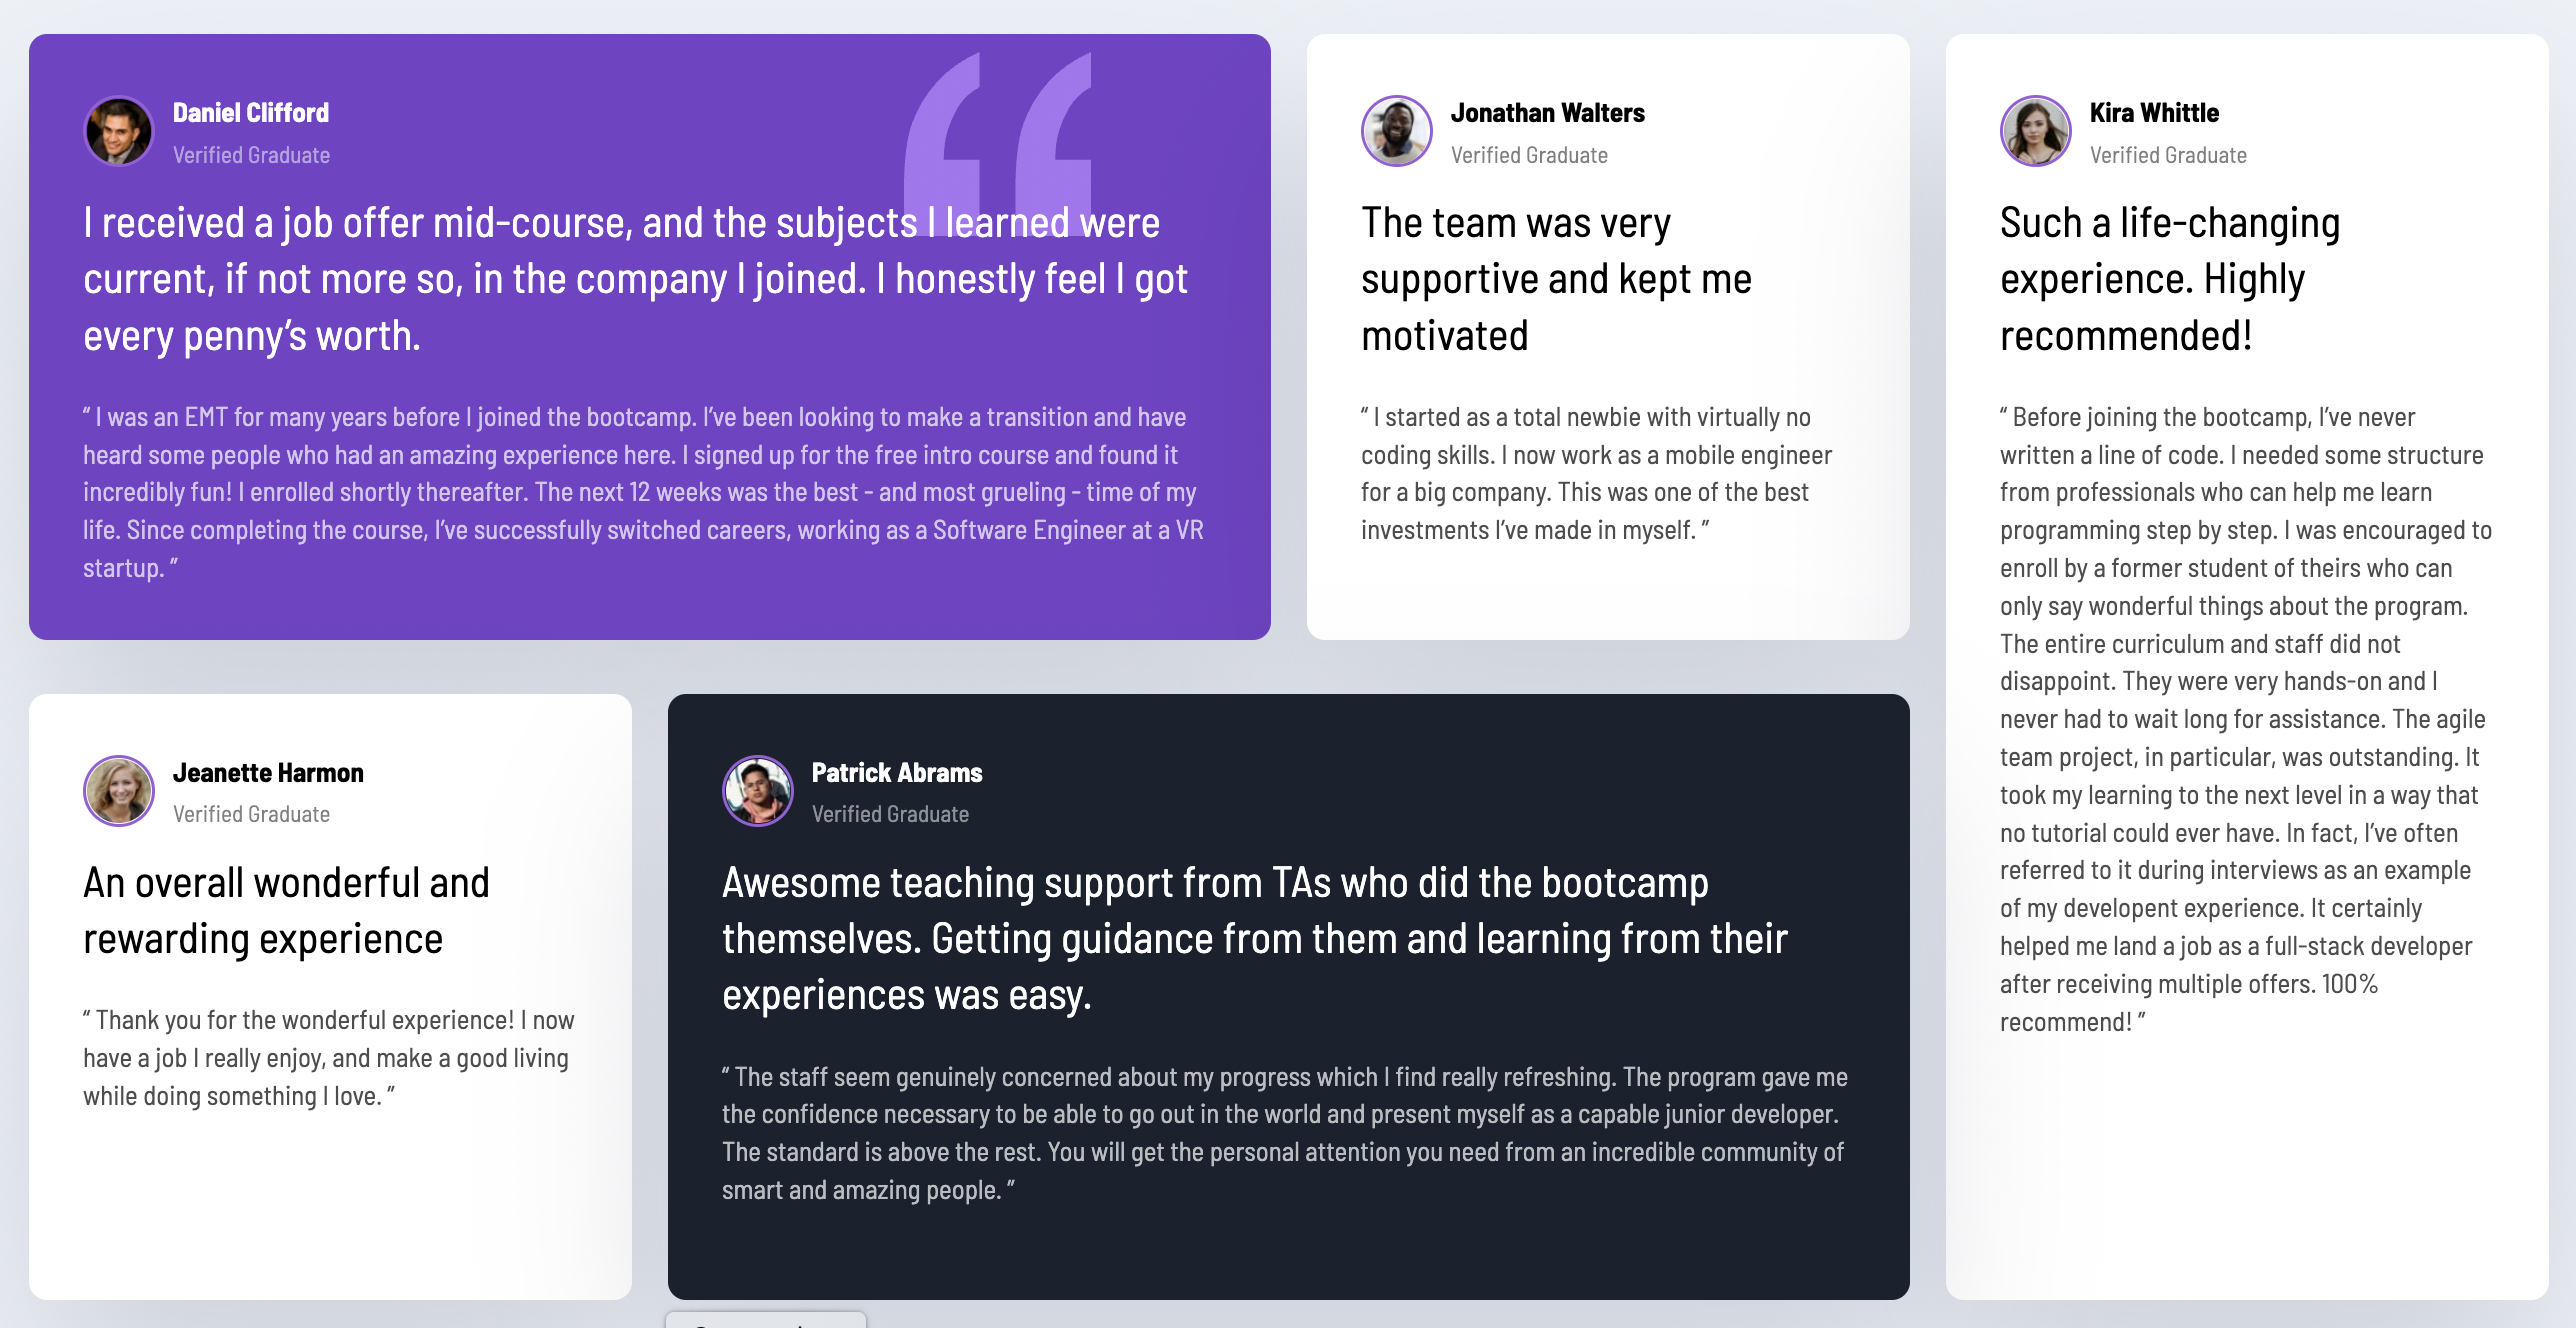 Daniel Clifford
Verified Graduate
I received a job offer mid-course, and the subjects I learned were
current, if not more so, in the company I joined. I honestly feel I got
every penny’s worth.
“ I was an EMT for many years before I joined the bootcamp. I’ve been looking to make a transition and have
heard some people who had an amazing experience here. I signed up for the free intro course and found it
incredibly fun! I enrolled shortly thereafter. The next 12 weeks was the best - and most grueling - time of my
life. Since completing the course, I’ve successfully switched careers, working as a Software Engineer at a VR
startup. ”
Jonathan Walters
Verified Graduate
The team was very
supportive and kept me
motivated
“ I started as a total newbie with virtually no
coding skills. I now work as a mobile engineer
for a big company. This was one of the best
investments I’ve made in myself. ”
Kira Whittle
Verified Graduate
Such a life-changing
experience. Highly
recommended!
“ Before joining the bootcamp, I’ve never
written a line of code. I needed some structure
from professionals who can help me learn
programming step by step. I was encouraged to
enroll by a former student of theirs who can
only say wonderful things about the program.
The entire curriculum and staff did not
disappoint. They were very hands-on and I
never had to wait long for assistance. The agile
team project, in particular, was outstanding. It
took my learning to the next level in a way that
no tutorial could ever have. In fact, I’ve often
referred to it during interviews as an example
of my developent experience. It certainly
helped me land a job as a full-stack developer
after receiving multiple offers. 100%
recommend! ”
Jeanette Harmon
Verified Graduate
An overall wonderful and
rewarding experience
“ Thank you for the wonderful experience! I now
have a job I really enjoy, and make a good living
while doing something I love. ”
Patrick Abrams
Verified Graduate
Awesome teaching support from TAs who did the bootcamp
themselves. Getting guidance from them and learning from their
experiences was easy.
“ The staff seem genuinely concerned about my progress which I find really refreshing. The program gave me
the confidence necessary to be able to go out in the world and present myself as a capable junior developer.
The standard is above the rest. You will get the personal attention you need from an incredible community of
smart and amazing people. ”